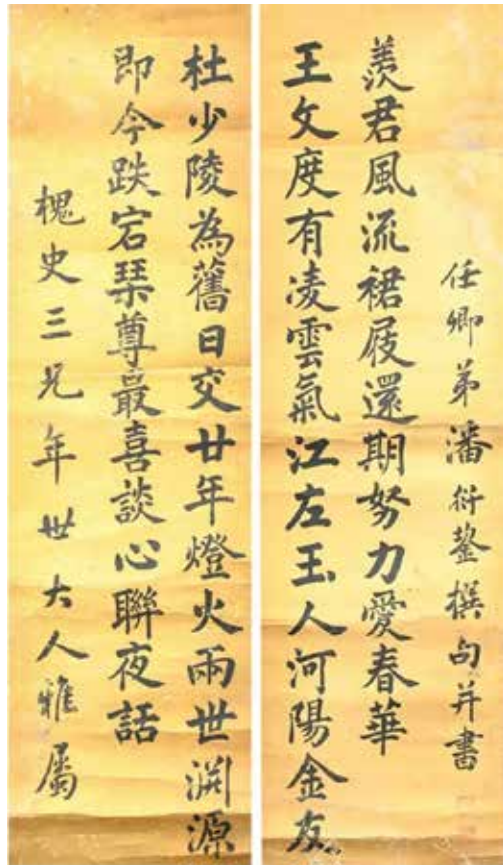 杜少陵為舊日交廿年燈火兩世淵源
即今跌宕琹尊最喜談心聯夜話
槐史三兄年世大人雅屬
王文度有凌雲氣江左玉人河陽金友
羨君風流裙屐還期努力愛春華
任卿弟潘衍鋆撰句并書